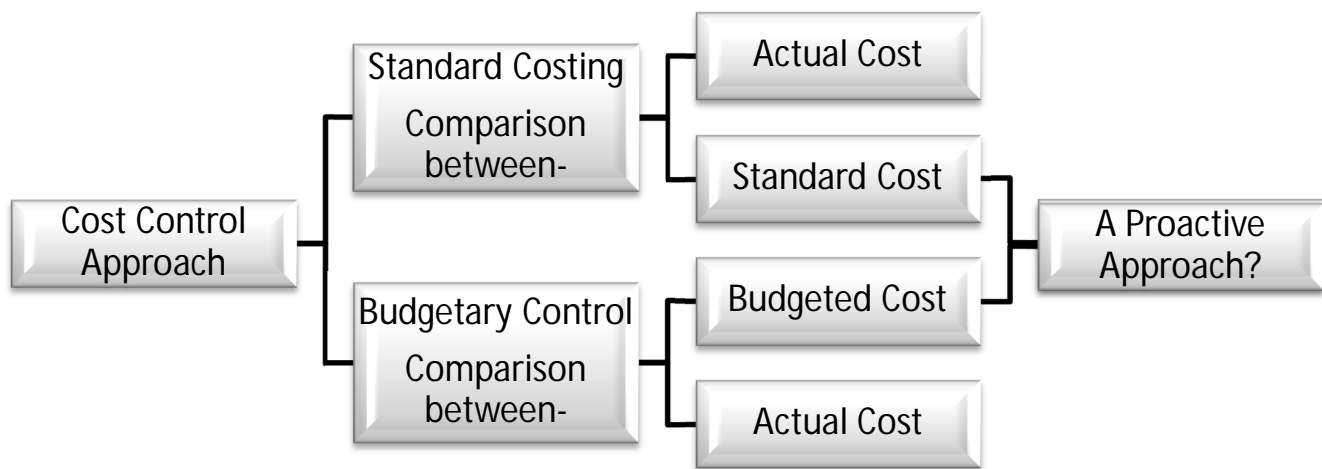 Cost Control
Approach
Standard Costing
Comparison
between-
Actual Cost
Standard Cost
Budgetary Control
Comparison
between-
Budgeted Cost
Actual Cost
A Proactive
Approach?